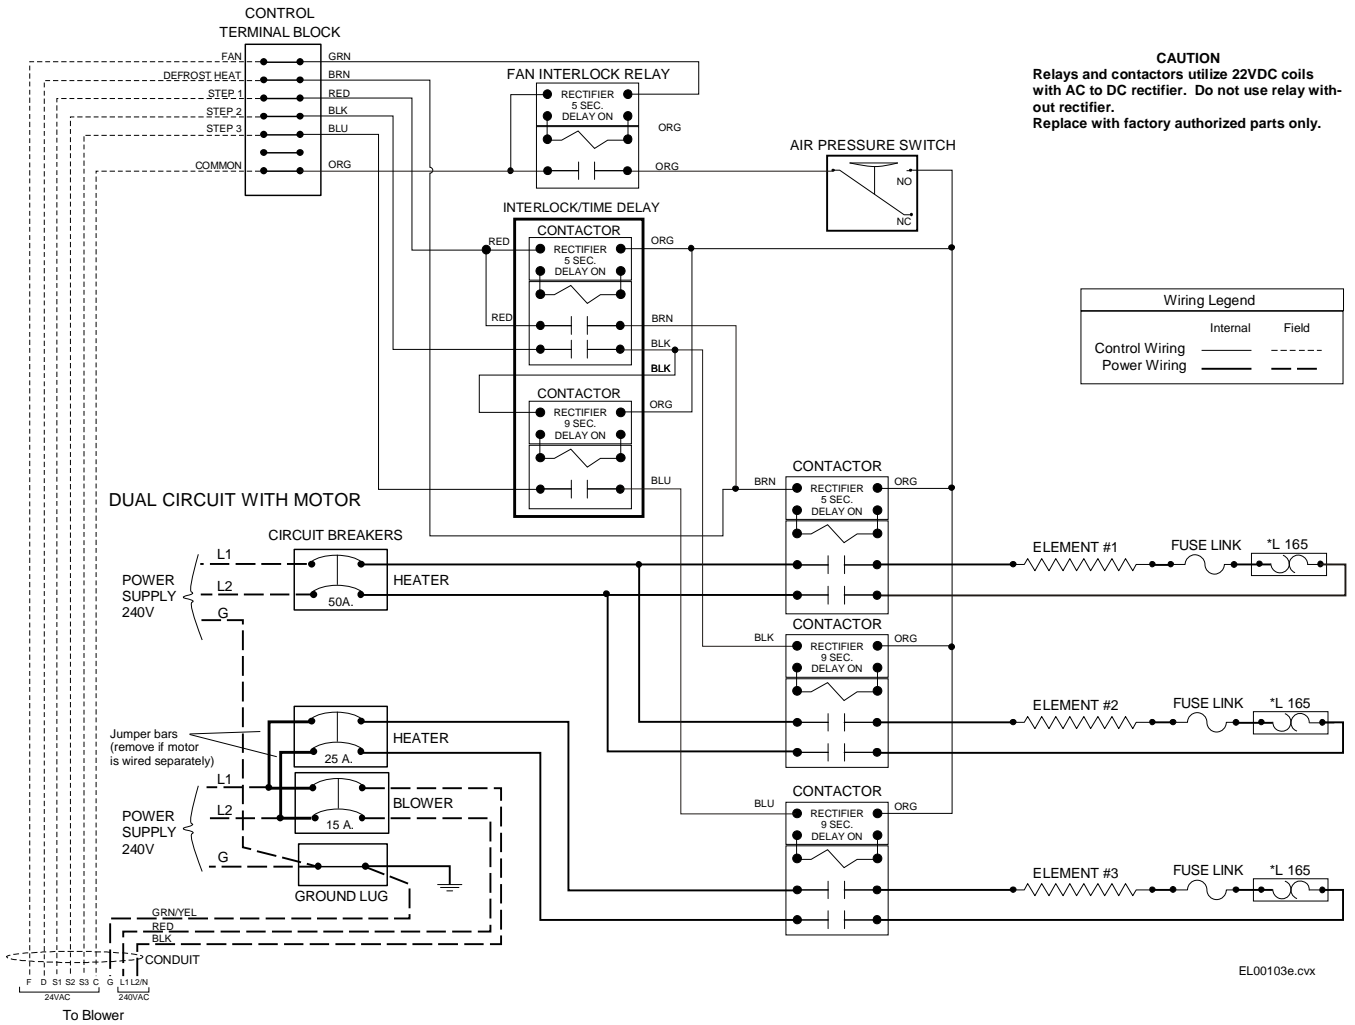 CONTROL
TERMINAL BLOCK
FAN
GRN
DEFROST HEAT
BRN
STEP 1
RED
STEP 2
BLK
STEP 3
BLU
COMMON
ORG
FAN INTERLOCK RELAY
RECTIFIER
5 SEC.
DELAY ON
ORG
ORG
CAUTION
Relays and contactors utilize 22VDC coils
with AC to DC rectifier. Do not use relay with-
out rectifier.
Replace with factory authorized parts only.
AIR PRESSURE SWITCH
NO
NC
INTERLOCK/TIME DELAY
CONTACTOR
RED
RECTIFIER
5 SEC.
DELAY ON
ORG
RED
BRN
BLK
BLK
CONTACTOR
RECTIFIER
9 SEC.
DELAY ON
ORG
BLU
Wiring Legend
Internal Field
Control Wiring
Power Wiring
DUAL CIRCUIT WITH MOTOR
CIRCUIT BREAKERS
POWER
SUPPLY
240V
L1
L2
G
HEATER
50A.
CONTACTOR
BRN
RECTIFIER
5 SEC.
DELAY ON
ORG
ELEMENT #1
FUSE LINK
*L 165
CONTACTOR
BLK
RECTIFIER
9 SEC.
DELAY ON
ORG
ELEMENT #2
FUSE LINK
*L 165
Jumper bars
(remove if motor
is wired separately)
HEATER
25 A.
POWER
SUPPLY
240V
L1
L2
G
BLOWER
15 A.
GROUND LUG
CONTACTOR
BLU
RECTIFIER
9 SEC.
DELAY ON
ORG
ELEMENT #3
FUSE LINK
*L 165
GRN/YEL
RED
BLK
CONDUIT
F D S1 S2 S3 C G L1 L2/N
24VAC 240VAC
To Blower
EL00103e.cvx